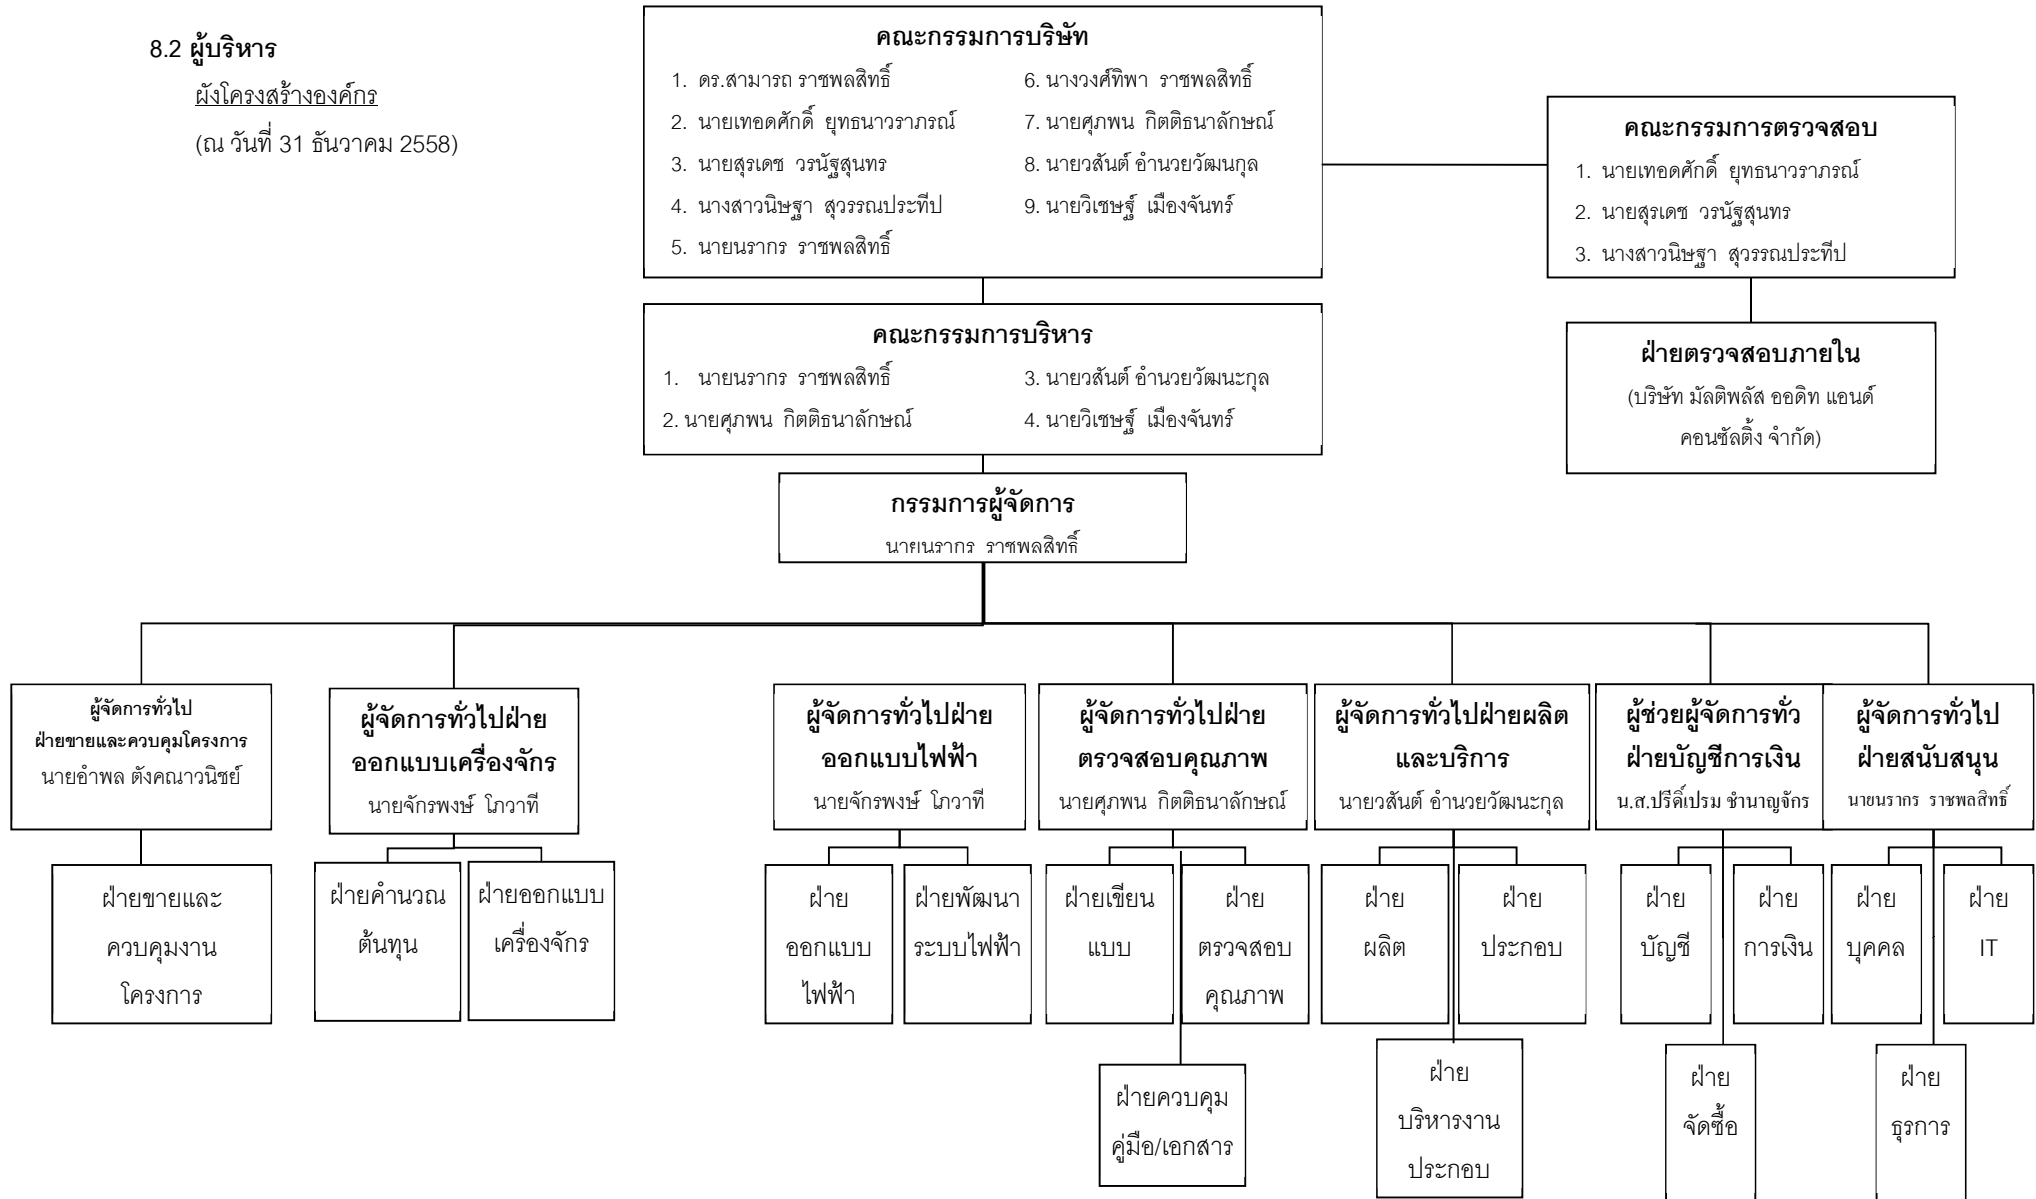 8.2 ผู้บริหาร
ผังโครงสร้างองค์กร
(ณ วันที่ 31 ธันวาคม 2558)
คณะกรรมการบริษัท
1. ดร.สามารถ ราชพลสิทธิ์
2. นายเทอดศักดิ์ ยุทธนาวราภรณ์
3. นายสุรเดช วรนัฐสุนทร
4. นางสาวนิษฐา สุวรรณประทีป
5. นายนรากร ราชพลสิทธิ์
6. นางวงศ์ทิพา ราชพลสิทธิ์
7. นายศุภพน กิตติธนาลักษณ์
8. นายวสันต์ อำนวยวัฒนกุล
9. นายวิเชษฐ์ เมืองจันทร์
คณะกรรมการตรวจสอบ
1. นายเทอดศักดิ์ ยุทธนาวราภรณ์
2. นายสุรเดช วรนัฐสุนทร
3. นางสาวนิษฐา สุวรรณประทีป
ฝ่ายตรวจสอบภายใน
(บริษัท มัลติพลัส ออดิท แอนด์
คอนซัลติ้ง จำกัด)
คณะกรรมการบริหาร
1. นายนรากร ราชพลสิทธิ์
2. นายศุภพน กิตติธนาลักษณ์
3. นายวสันต์ อำนวยวัฒนะกุล
4. นายวิเชษฐ์ เมืองจันทร์
กรรมการผู้จัดการ
นายนรากร ราชพลสิทธิ์
ผู้จัดการทั่วไป
ฝ่ายขายและควบคุมโครงการ
นายอำพล ตังคณาวนิชย์
ผู้จัดการทั่วไปฝ่าย
ออกแบบเครื่องจักร
นายจักรพงษ์ โภวาที
ผู้จัดการทั่วไปฝ่าย
ออกแบบไฟฟ้า
นายจักรพงษ์ โภวาที
ผู้จัดการทั่วไปฝ่าย
ตรวจสอบคุณภาพ
นายศุภพน กิตติธนาลักษณ์
ผู้จัดการทั่วไปฝ่ายผลิต
และบริการ
นายวสันต์ อำนวยวัฒนะกุล
ผู้ช่วยผู้จัดการทั่ว
ฝ่ายบัญชีการเงิน
น.ส.ปรีดิ์เปรม ชำนาญจักร
ผู้จัดการทั่วไป
ฝ่ายสนับสนุน
นายนรากร ราชพลสิทธิ์
ฝ่ายขายและ
ควบคุมงาน
โครงการ
ฝ่ายคำนวณ
ต้นทุน
ฝ่ายออกแบบ
เครื่องจักร
ฝ่าย
ออกแบบ
ไฟฟ้า
ฝ่ายพัฒนา
ระบบไฟฟ้า
ฝ่ายเขียน
แบบ
ฝ่าย
ตรวจสอบ
คุณภาพ
ฝ่าย
ผลิต
ฝ่าย
ประกอบ
ฝ่าย
บัญชี
ฝ่าย
การเงิน
ฝ่าย
บุคคล
ฝ่าย
IT
ฝ่ายควบคุม
คู่มือ/เอกสาร
ฝ่าย
บริหารงาน
ประกอบ
ฝ่าย
จัดซื้อ
ฝ่าย
ธุรการ